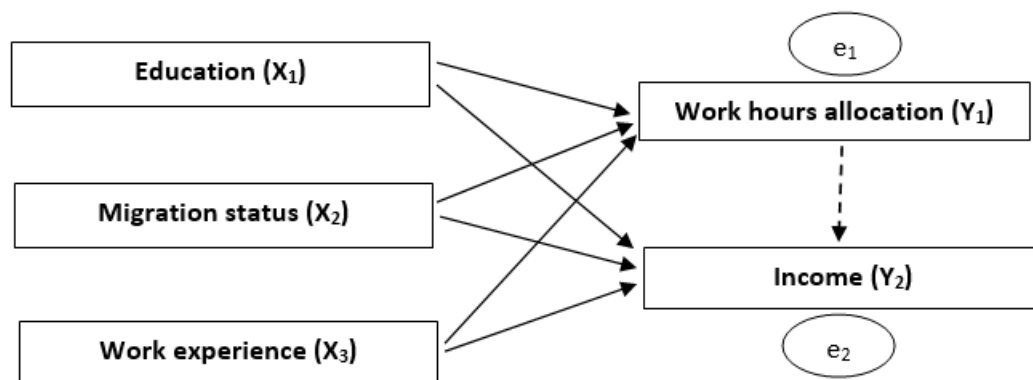 e₁
Education (X₁)
Work hours allocation (Y₁)
Migration status (X₂)
Income (Y₂)
Work experience (X₃)
e₂